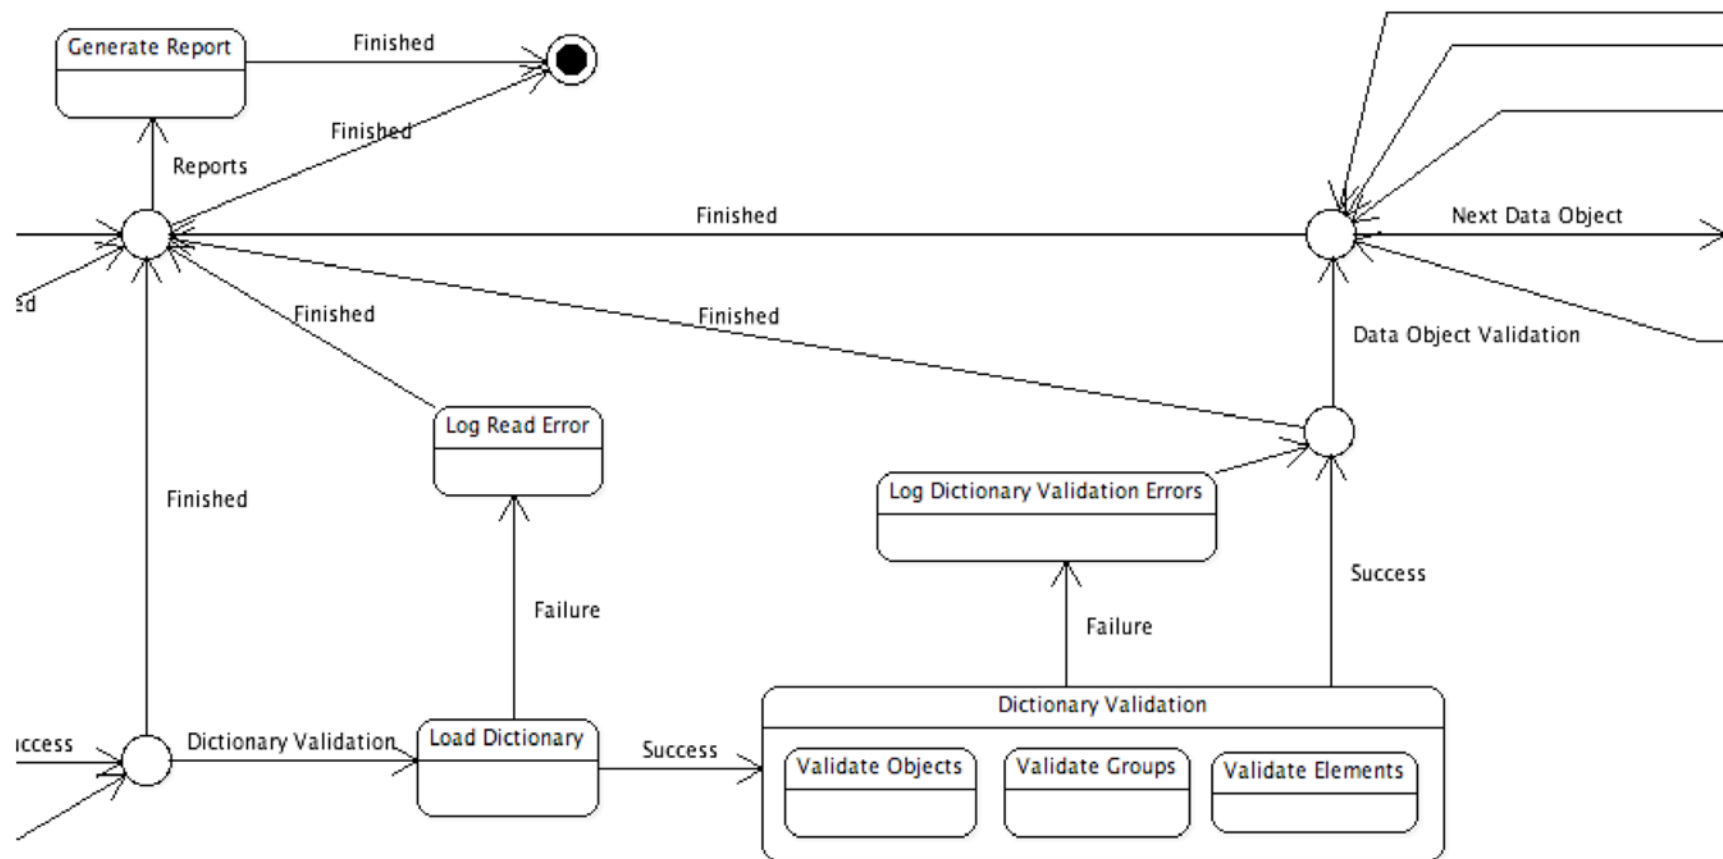 Generate Report
Finished
Finished
Reports
Finished
Next Data Object
ed
Finished
Finished
Data Object Validation
Log Read Error
Log Dictionary Validation Errors
Finished
Success
Failure
Failure
Dictionary Validation
uccess
Dictionary Validation
Load Dictionary
Success
Validate Objects
Validate Groups
Validate Elements